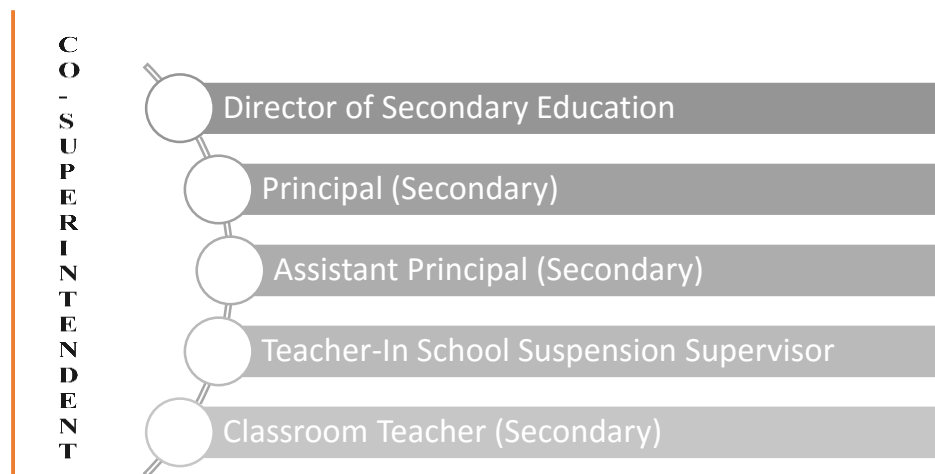 CO-SUPERINTENDENT
Director of Secondary Education
Principal (Secondary)
Assistant Principal (Secondary)
Teacher-In School Suspension Supervisor
Classroom Teacher (Secondary)